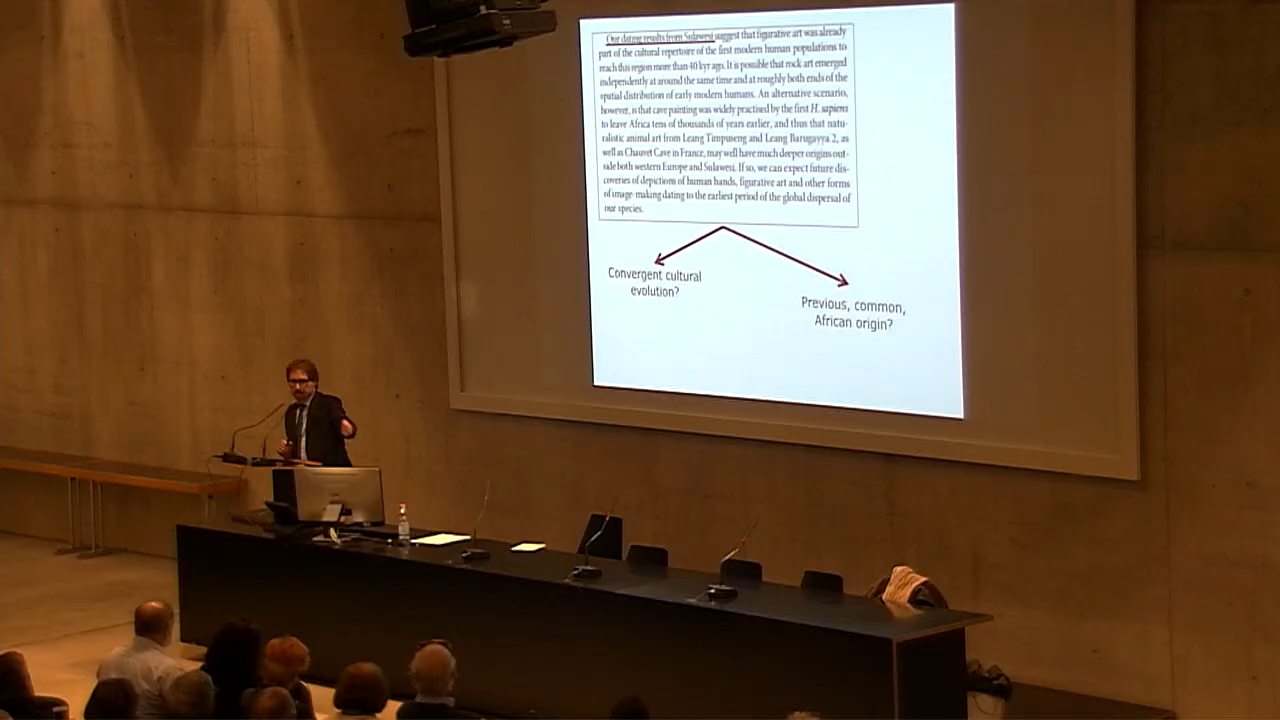 Our dating results from Sulawesi suggest that figurative art was already
part of the cultural repertoire of the first modern human populations to
reach this region more than 40 kyr ago. It is possible that rock art emerged
independently at around the same time and at roughly both ends of the
spatial distribution of early modern humans. An alternative scenario,
however, is that cave painting was widely practised by the first H. sapiens
to leave Africa tens of thousands of years earlier, and thus that natu-
ralistic animal art from Leang Timpuseng and Leang Barugayya 2, as
well as Chauvet Cave in France, may well have much deeper origins out-
side both western Europe and Sulawesi. If so, we can expect future dis-
coveries of depictions of human hands, figurative art and other forms
of image-making dating to the earliest period of the global dispersal of
our species.
Convergent cultural
evolution?
Previous, common,
African origin?